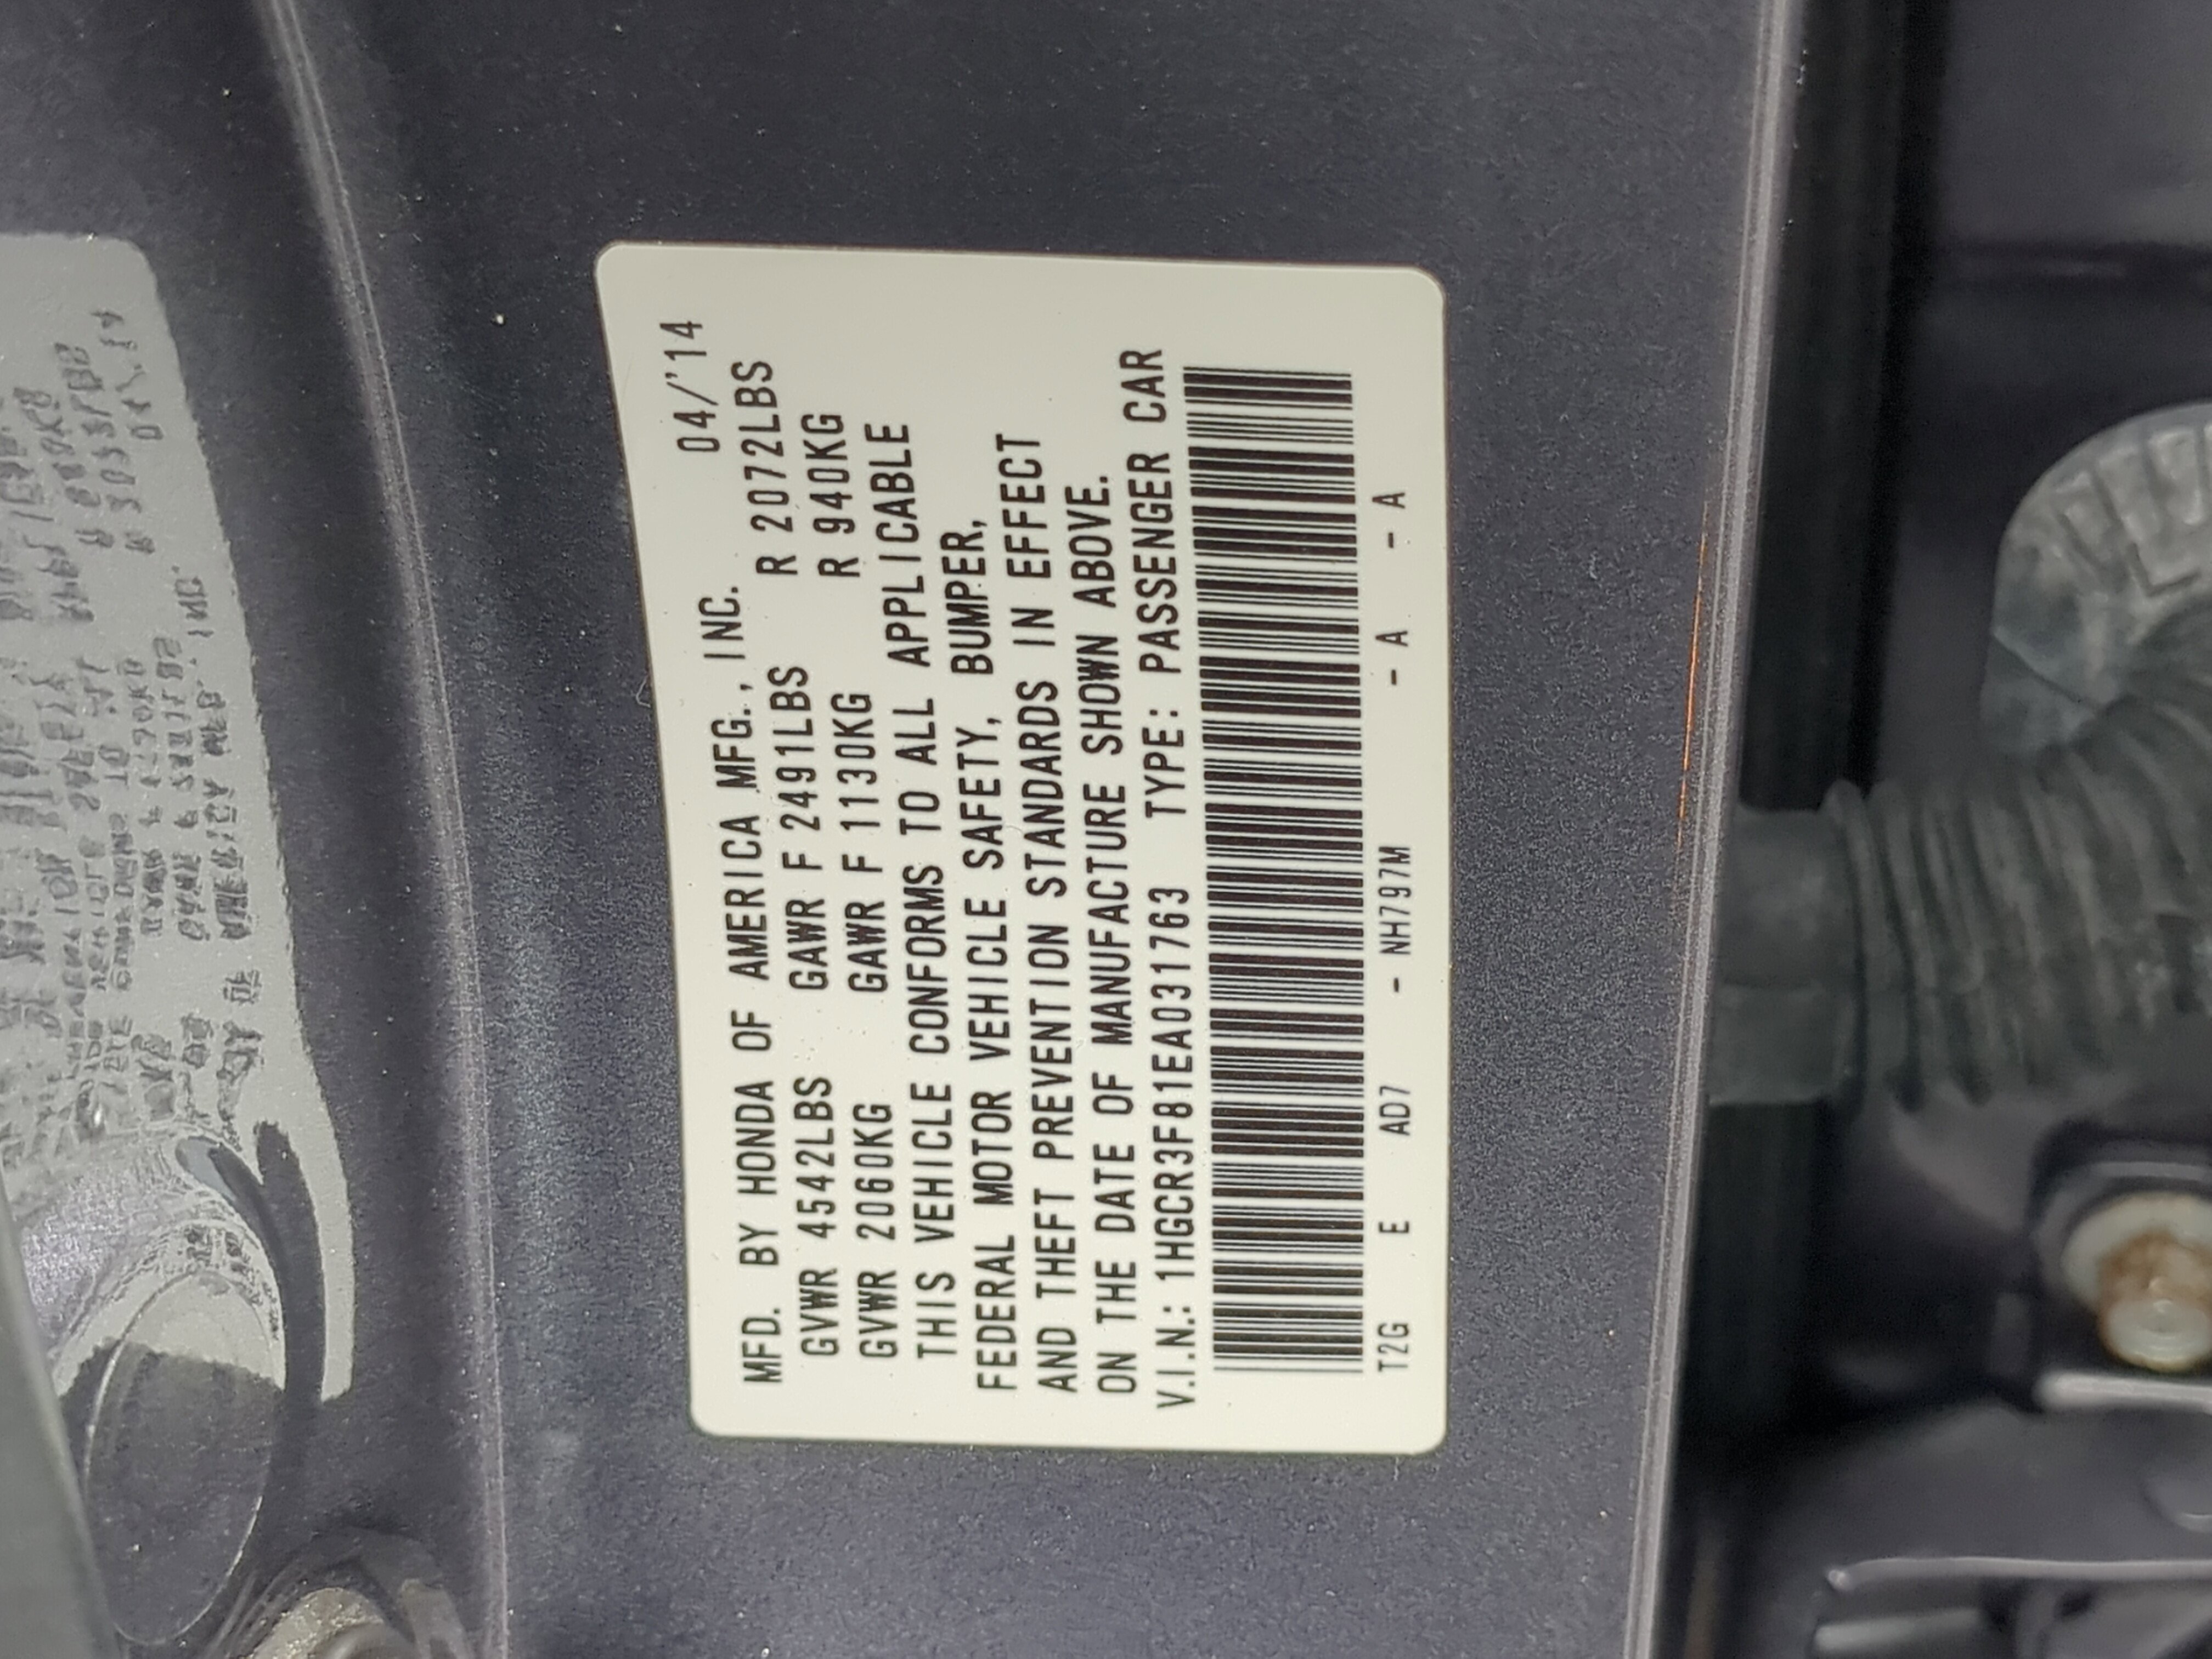 MFD. BY HONDA OF AMERICA MFG., INC. 04/'14
GVWR 4542LBS GAWR F 2491LBS R 2072LBS
GVWR 2060KG GAWR F 1130KG R 940KG
THIS VEHICLE CONFORMS TO ALL APPLICABLE
FEDERAL MOTOR VEHICLE SAFETY, BUMPER,
AND THEFT PREVENTION STANDARDS IN EFFECT
ON THE DATE OF MANUFACTURE SHOWN ABOVE.
V.I.N.: 1HGCR3F81EA031763 TYPE: PASSENGER CAR
T2G E AD7 - NH797M - A - A